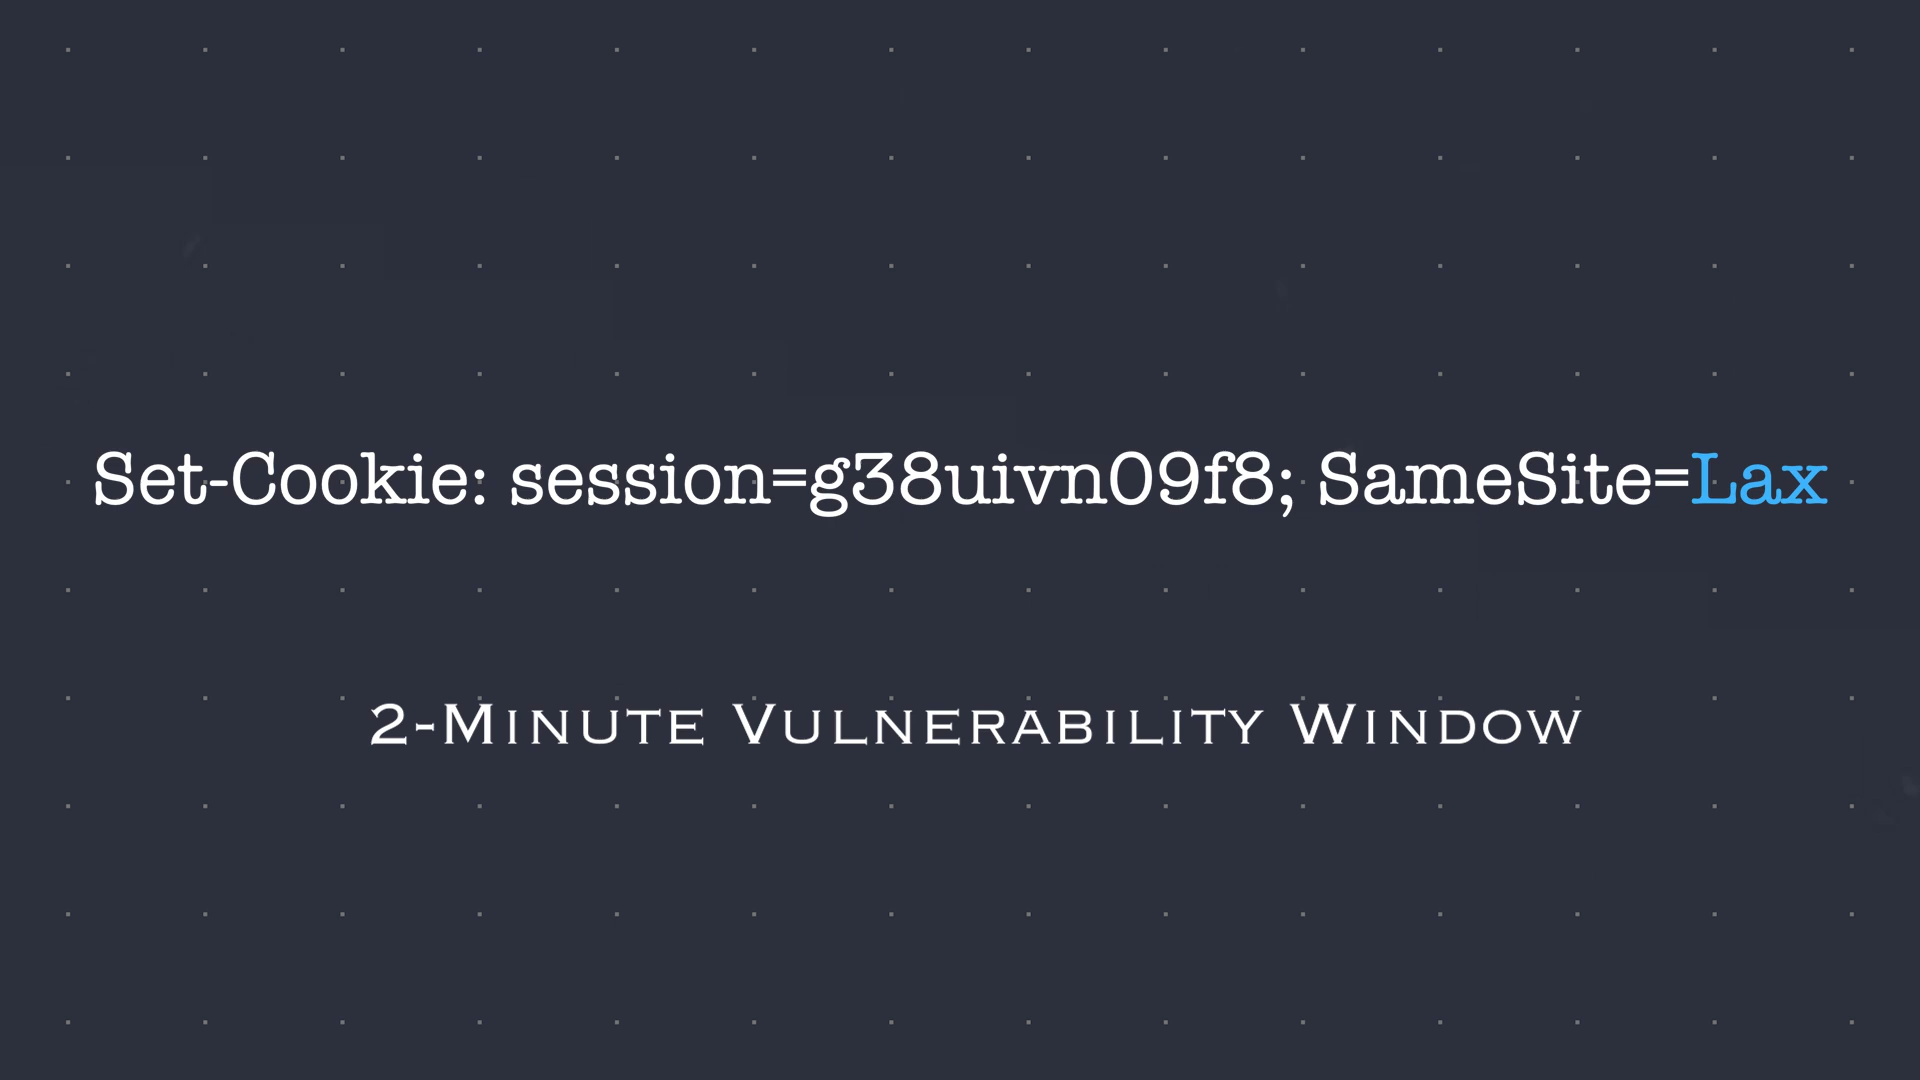 Set-Cookie: session=g38uivn09f8; SameSite=Lax
2-Minute Vulnerability Window